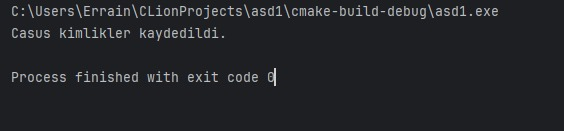 C:\Users\Errain\CLionProjects\asd1\cmake-build-debug\asd1.exe
Casus kimlikler kaydedildi.
Process finished with exit code 0